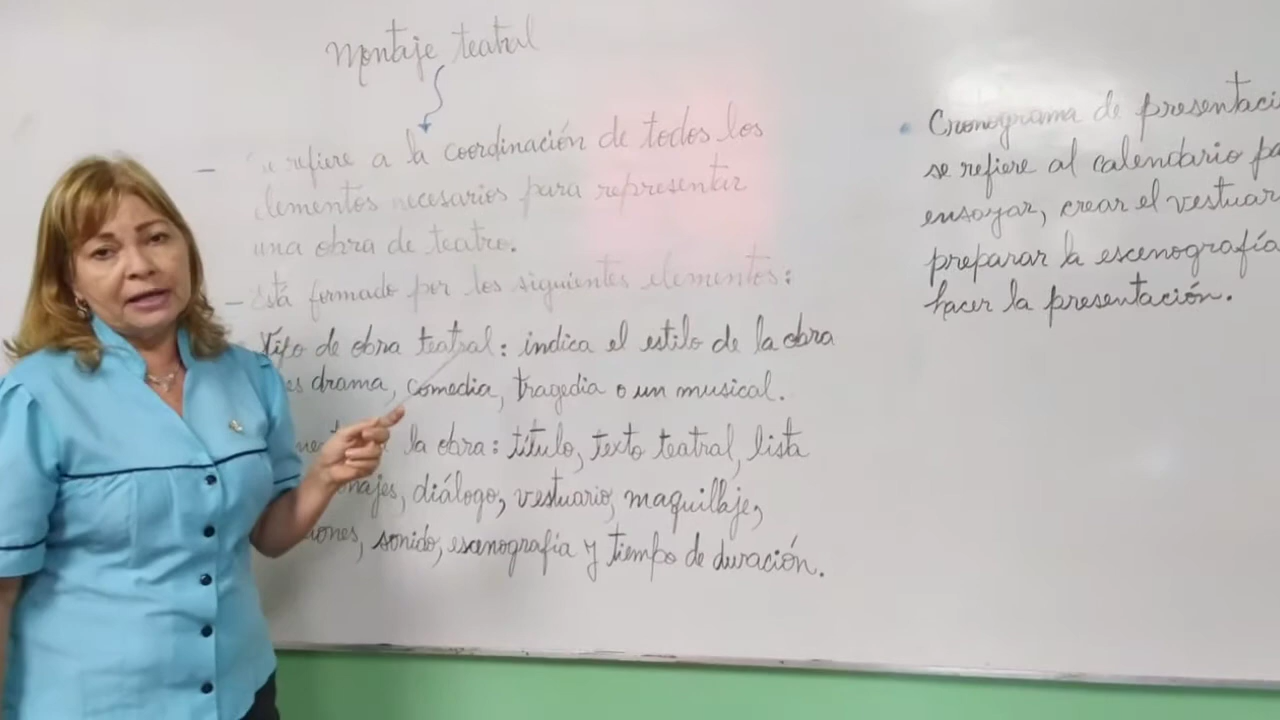 Montaje teatral
- Se refiere a la coordinación de todos los
elementos necesarios para representar
una obra de teatro.
- Está formado por los siguientes elementos:
Tipo de obra teatral: indica el estilo de la obra
es drama, comedia, tragedia o un musical.
la obra: título, texto teatral, lista
diálogo, vestuario, maquillaje,
sonido, escenografía y tiempo de duración.
• Cronograma de presentaci
se refiere al calendario pa
ensayar, crear el vestuar
preparar la escenografía
hacer la presentación.